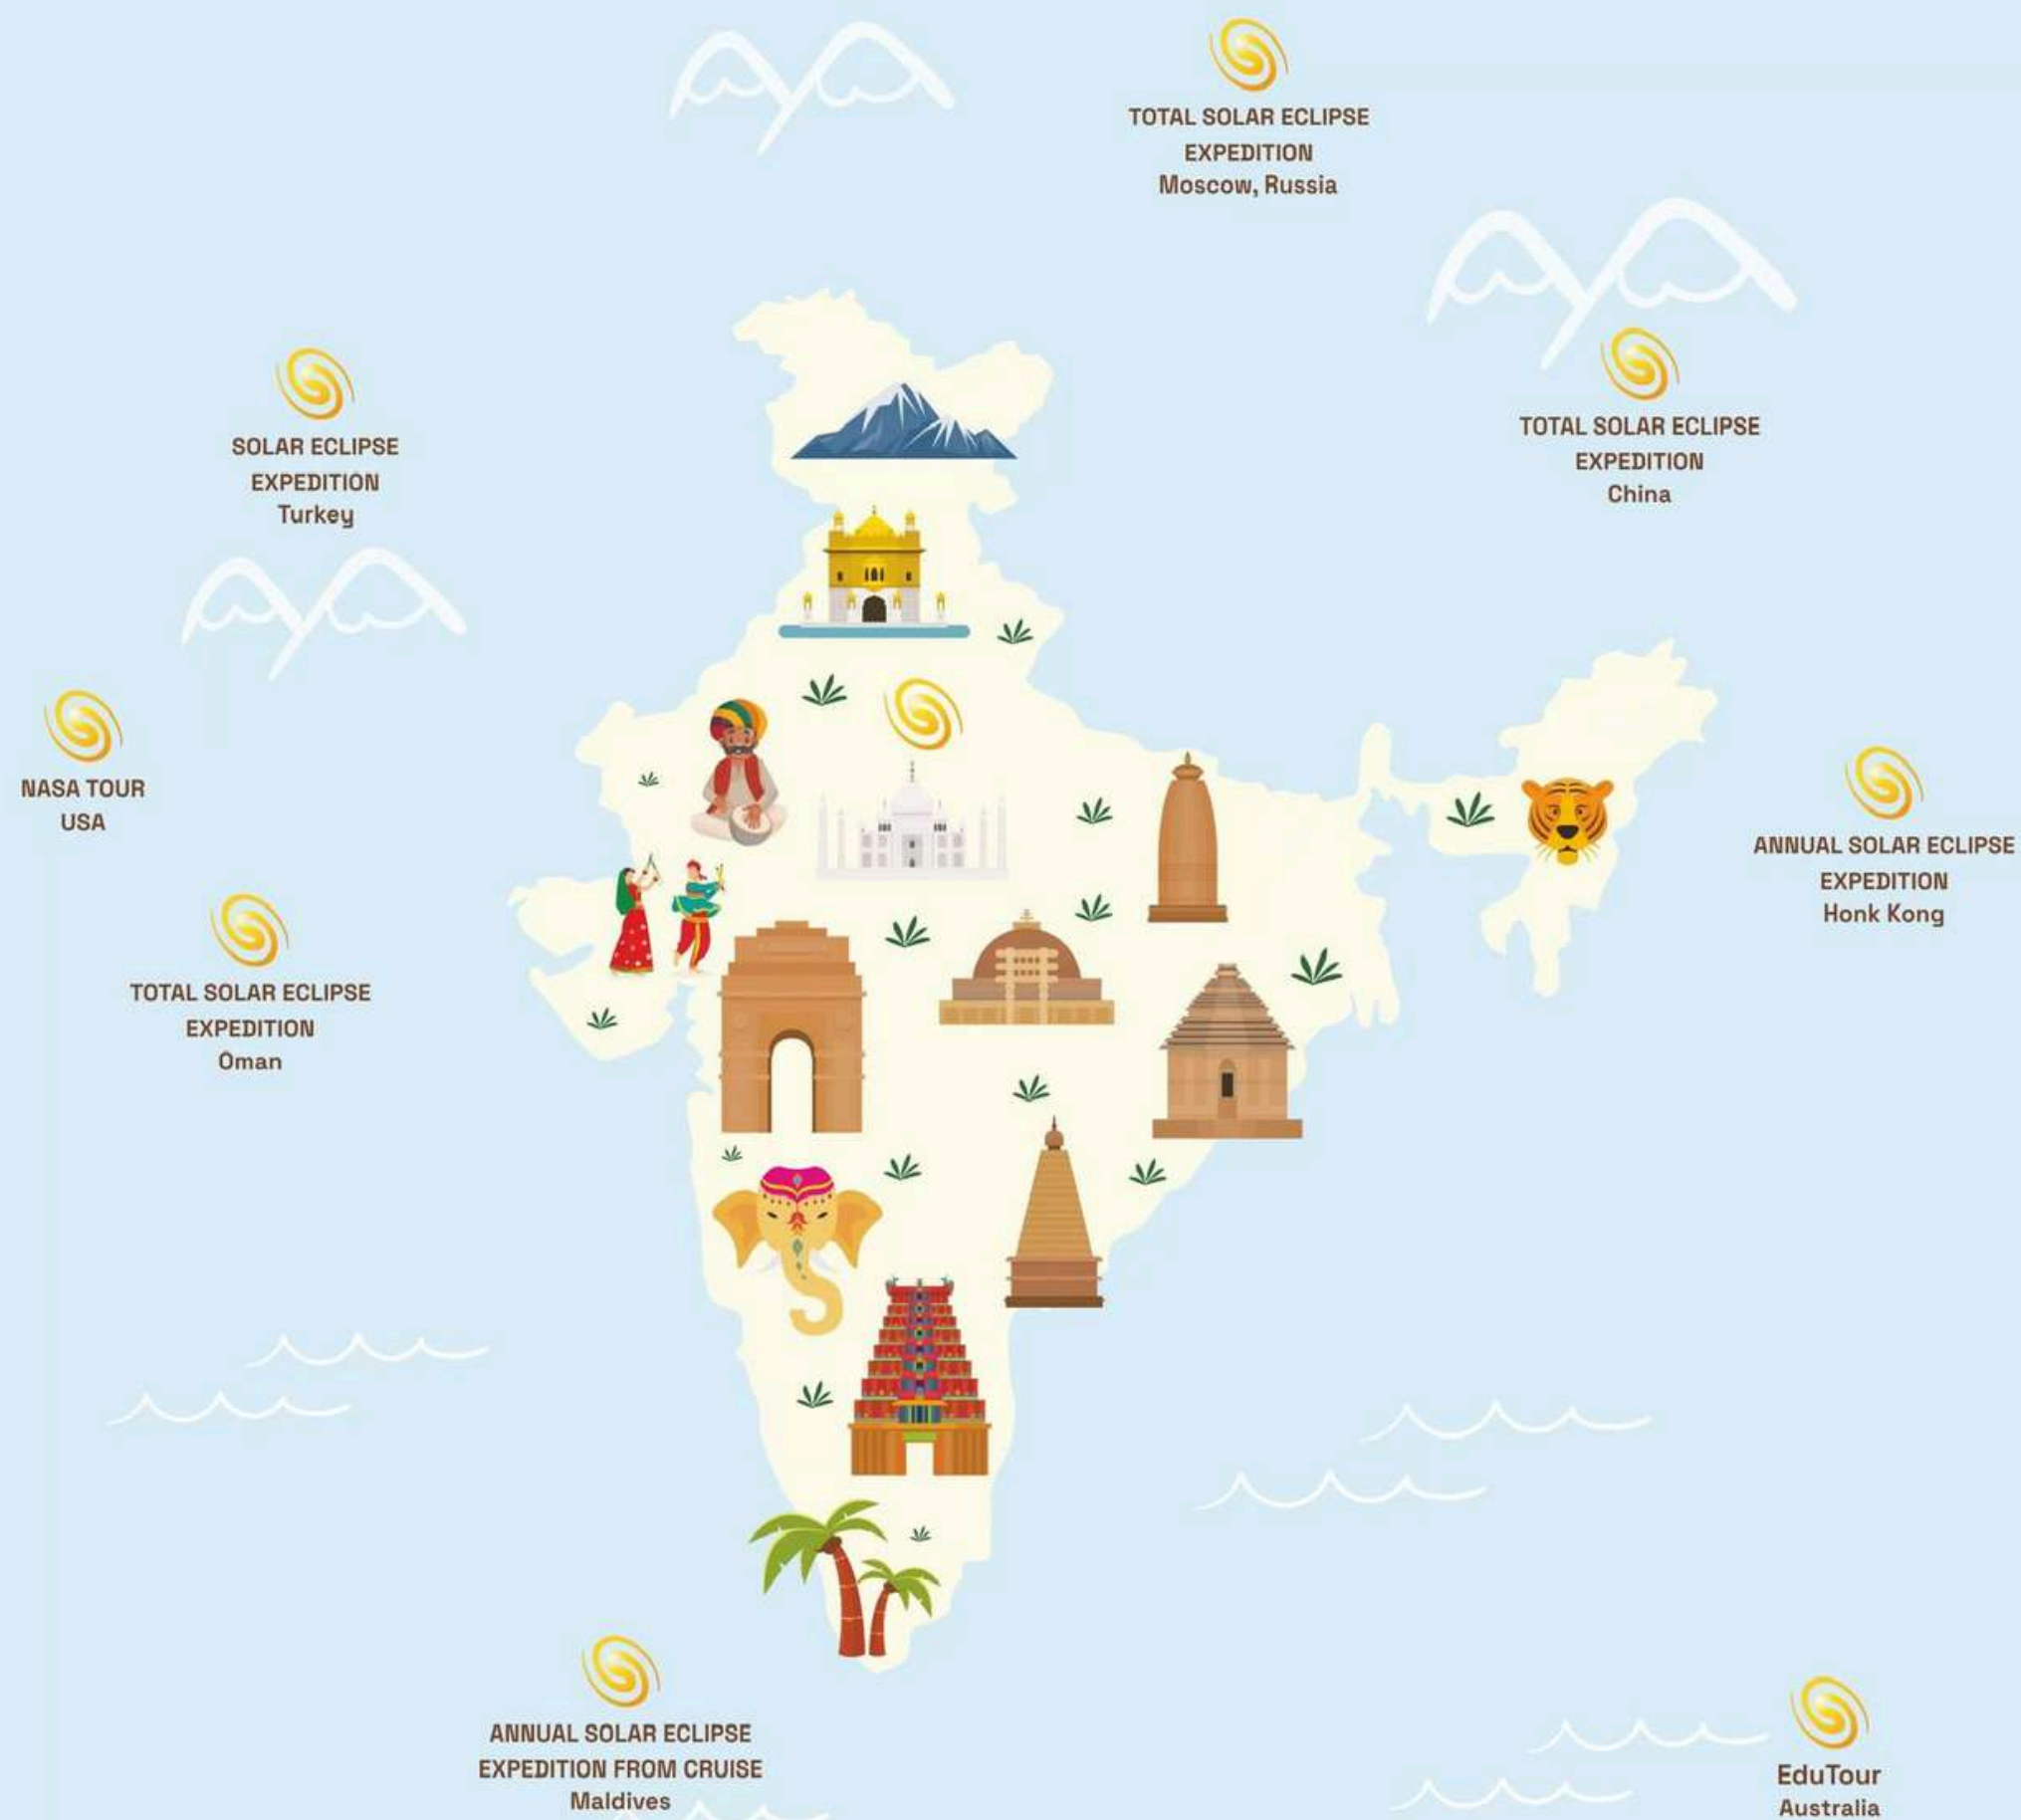 TOTAL SOLAR ECLIPSE
EXPEDITION
Moscow, Russia
TOTAL SOLAR ECLIPSE
EXPEDITION
China
SOLAR ECLIPSE
EXPEDITION
Turkey
NASA TOUR
USA
ANNUAL SOLAR ECLIPSE
EXPEDITION
Honk Kong
TOTAL SOLAR ECLIPSE
EXPEDITION
Oman
ANNUAL SOLAR ECLIPSE
EXPEDITION FROM CRUISE
Maldives
EduTour
Australia